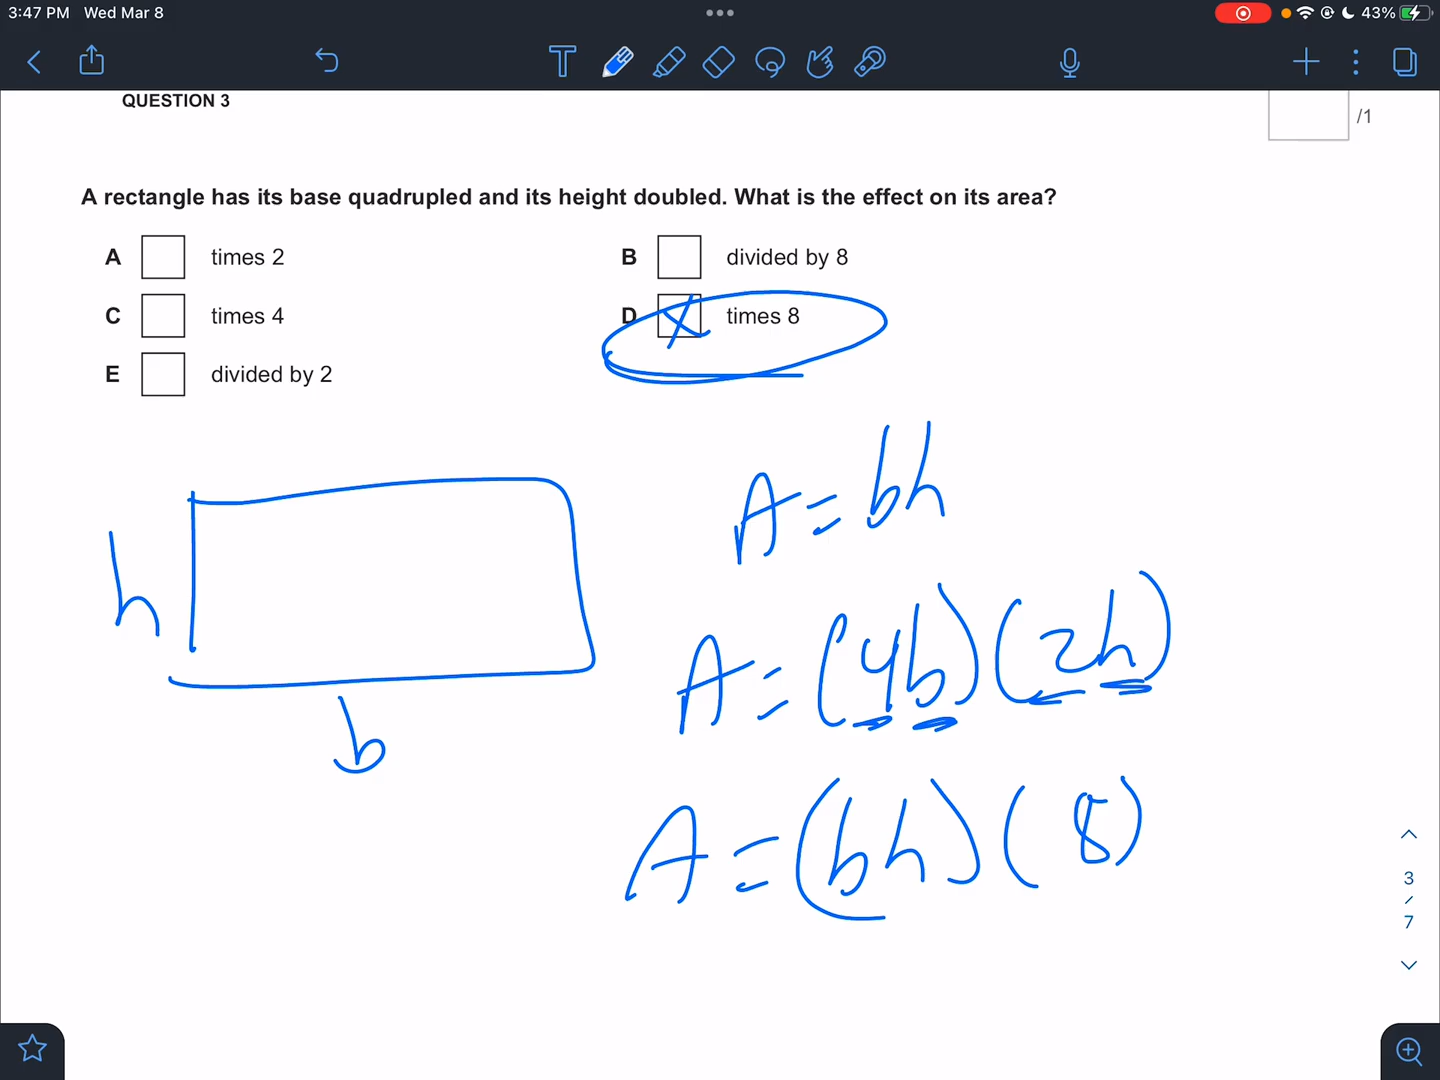 3:47 PM Wed Mar 8
43%
QUESTION 3
/1
A rectangle has its base quadrupled and its height doubled. What is the effect on its area?
A times 2
B divided by 8
C times 4
D times 8
E divided by 2
A = bh
h
A = (4b)(2h)
b
A = (bh)(8)
3
/
7